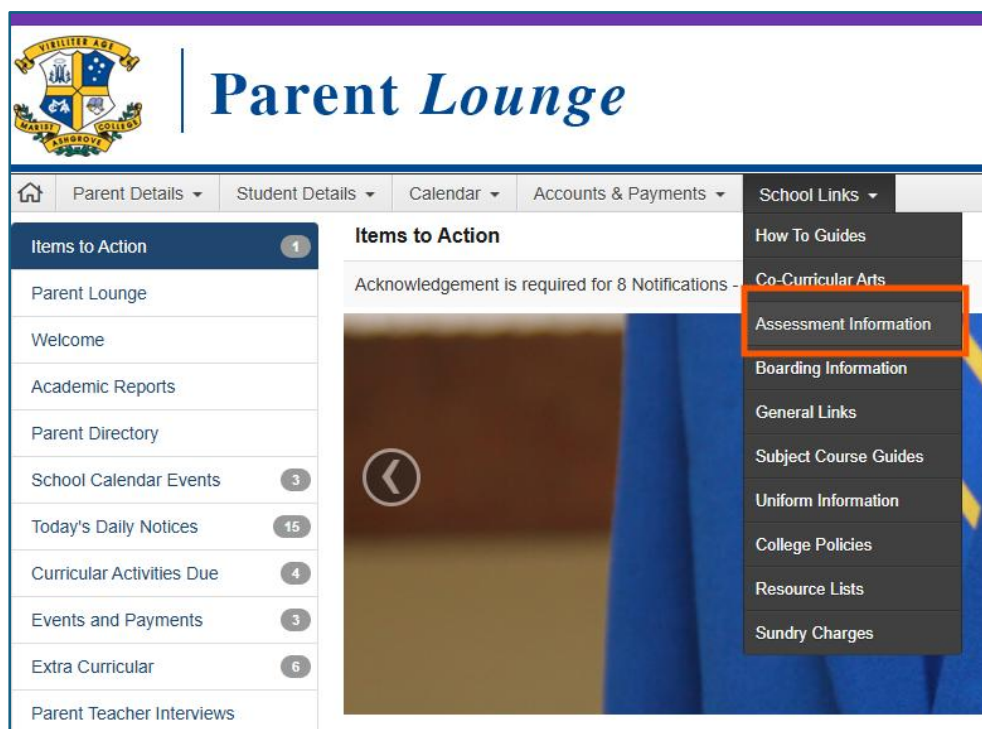 VIRILITER AGE
MARIST COLLEGE
ASHGROVE
Parent Lounge
Parent Details
Student Details
Calendar
Accounts & Payments
School Links
Items to Action 1
Parent Lounge
Welcome
Academic Reports
Parent Directory
School Calendar Events 3
Today's Daily Notices 15
Curricular Activities Due 4
Events and Payments 3
Extra Curricular 6
Parent Teacher Interviews
Items to Action
Acknowledgement is required for 8 Notifications -
How To Guides
Co-Curricular Arts
Assessment Information
Boarding Information
General Links
Subject Course Guides
Uniform Information
College Policies
Resource Lists
Sundry Charges